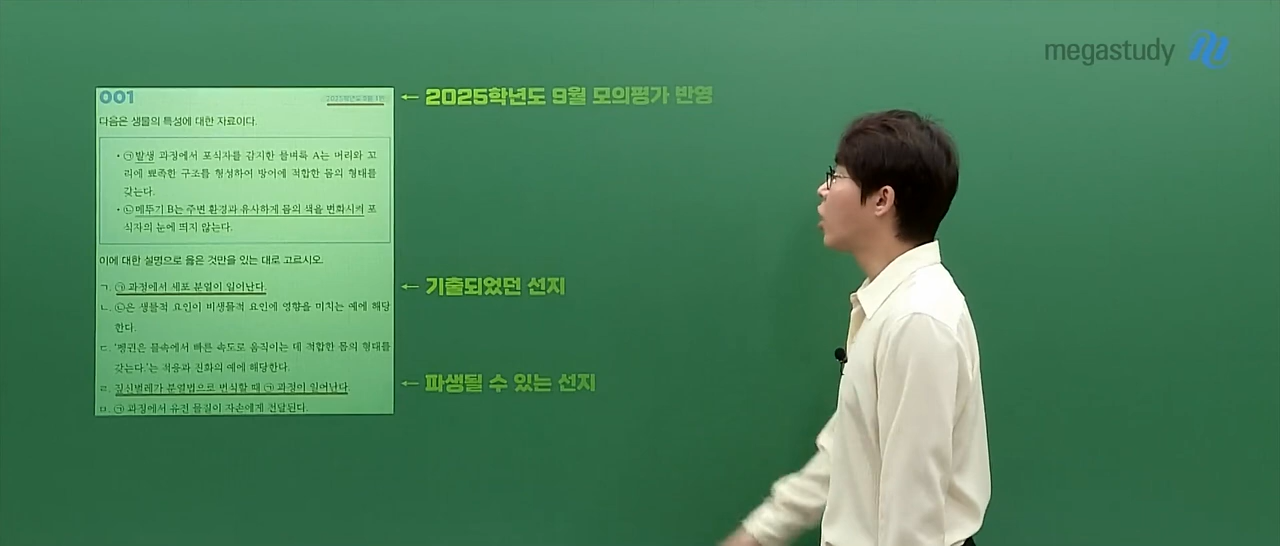 megastudy
001
2025학년도 9월 1번
← 2025학년도 9월 모의평가 반영
다음은 생물의 특성에 대한 자료이다.
• ㉠발생 과정에서 포식자를 감지한 물벼룩 A는 머리와 꼬
리에 뾰족한 구조를 형성하여 방어에 적합한 몸의 형태를
갖는다.
• ㉡메뚜기 B는 주변 환경과 유사하게 몸의 색을 변화시켜 포
식자의 눈에 띄지 않는다.
이에 대한 설명으로 옳은 것만을 있는 대로 고르시오.
ㄱ. ㉠ 과정에서 세포 분열이 일어난다.
← 기출되었던 선지
ㄴ. ㉡은 생물적 요인이 비생물적 요인에 영향을 미치는 예에 해당
한다.
ㄷ. '펭귄은 물속에서 빠른 속도로 움직이는 데 적합한 몸의 형태를
갖는다.'는 적응과 진화의 예에 해당한다.
ㄹ. 짚신벌레가 분열법으로 번식할 때 ㉠ 과정이 일어난다.
← 파생될 수 있는 선지
ㅁ. ㉠ 과정에서 유전 물질이 자손에게 전달된다.